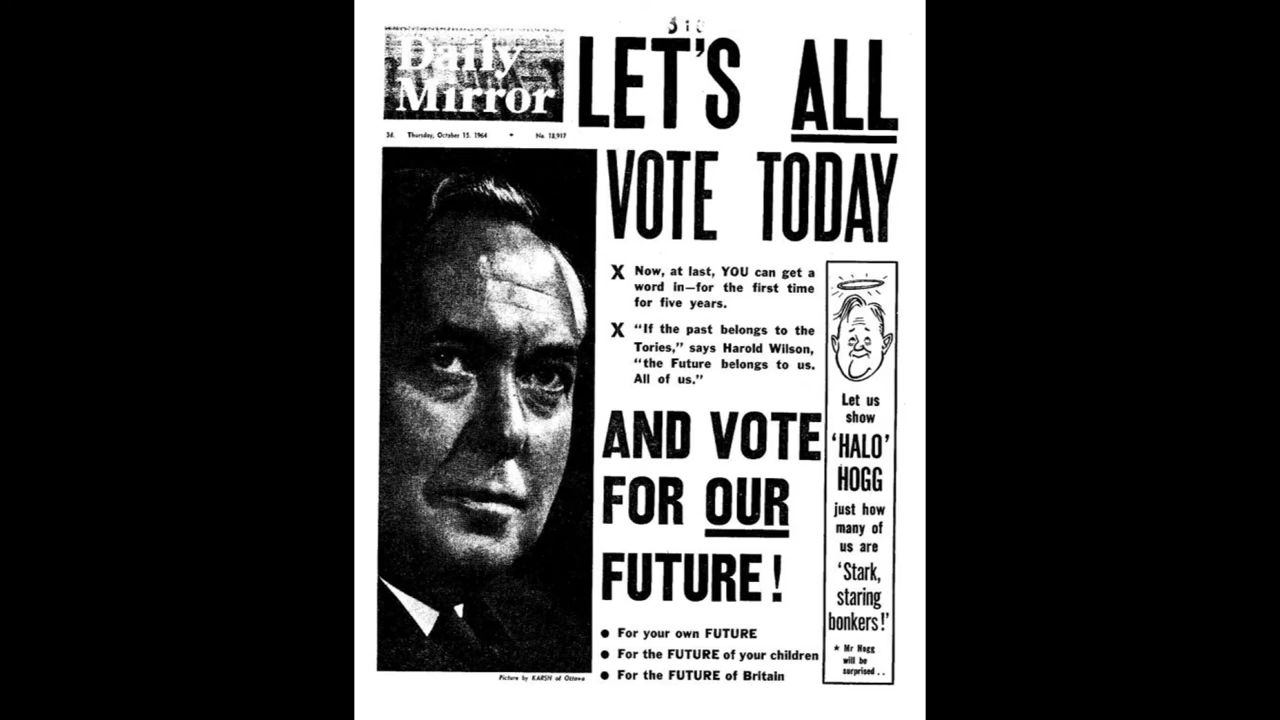 Daily
Mirror
3d. Thursday, October 15, 1964 No. 18,917
LET'S ALL
VOTE TODAY
X Now, at last, YOU can get a
word in—for the first time
for five years.
X "If the past belongs to the
Tories," says Harold Wilson,
"the Future belongs to us.
All of us."
AND VOTE
FOR OUR
FUTURE!
● For your own FUTURE
● For the FUTURE of your children
● For the FUTURE of Britain
Picture by KARSH of Ottawa
Let us
show
'HALO'
HOGG
just how
many of
us are
'Stark,
staring
bonkers!'
* Mr Hogg
will be
surprised . .